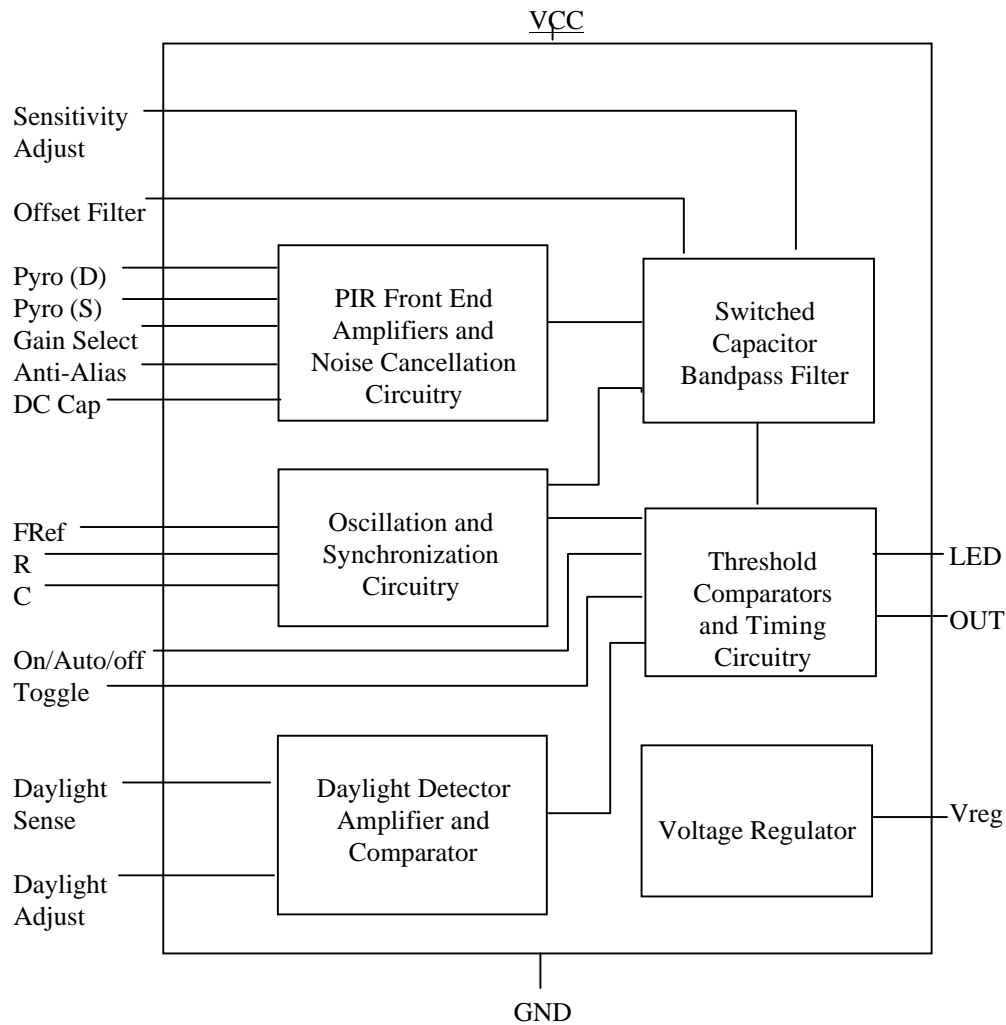 VCC
Sensitivity
Adjust
Offset Filter
Pyro (D)
Pyro (S)
Gain Select
Anti-Alias
DC Cap
PIR Front End
Amplifiers and
Noise Cancellation
Circuitry
Switched
Capacitor
Bandpass Filter
FRef
R
C
Oscillation and
Synchronization
Circuitry
Threshold
Comparators
and Timing
Circuitry
LED
OUT
On/Auto/off
Toggle
Daylight
Sense
Daylight
Adjust
Daylight Detector
Amplifier and
Comparator
Voltage Regulator
Vreg
GND